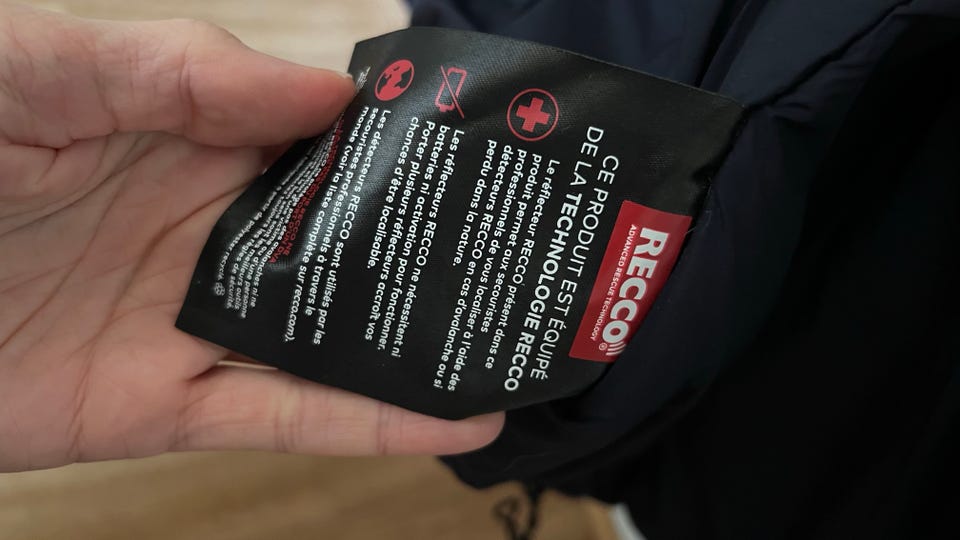 RECCO
ADVANCED RESCUE TECHNOLOGY
CE PRODUIT EST ÉQUIPÉ
DE LA TECHNOLOGIE RECCO
Le réflecteur RECCO présent dans ce
produit permet aux secouristes
professionnels de vous localiser à l'aide des
détecteurs RECCO en cas d'avalanche ou si
perdu dans la nature.
Les réflecteurs RECCO ne nécessitent ni
batteries ni activation pour fonctionner.
Porter plusieurs réflecteurs accroît vos
chances d'être localisable.
Les détecteurs RECCO sont utilisés par les
secouristes professionnels à travers le
monde (voir la liste complète sur recco.com).